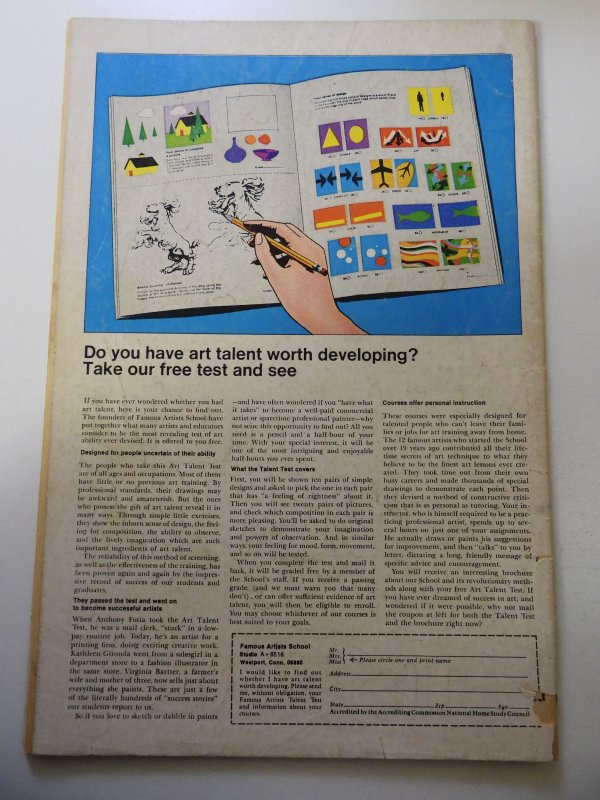 Do you have art talent worth developing?
Take our free test and see
If you have ever wondered whether you had
art talent, here is your chance to find out.
The founders of Famous Artists School have
put together what many artists and educators
consider to be the most revealing test of art
ability ever devised. It is offered to you free.
Designed for people uncertain of their ability
The people who take this Art Talent Test
are of all ages and occupations. Most of them
have little or no previous art training. By
professional standards, their drawings may
be awkward and amateurish. But the ones
who possess the gift of art talent reveal it in
many ways. Through simple little exercises,
they show the inborn sense of design, the feel-
ing for composition, the ability to observe,
and the lively imagination which are such
important ingredients of art talent.
The reliability of this method of screening,
as well as the effectiveness of the training, has
been proven again and again by the impres-
sive record of success of our students and
graduates.
They passed the test and went on
to become successful artists
When Anthony Fotia took the Art Talent
Test, he was a mail clerk, "stuck" in a low-
pay routine job. Today, he's an artist for a
printing firm, doing exciting creative work.
Kathleen Gironda went from a salesgirl in a
department store to a fashion illustrator in
the same store. Virginia Bartter, a farmer's
wife and mother of three, now sells just about
everything she paints. These are just a few
of the literally hundreds of "success stories"
our students report to us.
So if you love to sketch or dabble in paints
—and have often wondered if you "have what
it takes" to become a well-paid commercial
artist or sparetime professional painter—why
not seize this opportunity to find out? All you
need is a pencil and a half-hour of your
time. With your special interest, it will be
one of the most intriguing and enjoyable
half-hours you ever spent.
What the Talent Test covers
First, you will be shown ten pairs of simple
designs and asked to pick the one in each pair
that has "a feeling of rightness" about it.
Then you will see twenty pairs of pictures,
and check which composition in each pair is
more pleasing. You'll be asked to do original
sketches to demonstrate your imagination
and powers of observation. And in similar
ways, your feeling for mood, form, movement,
and so on will be tested.
When you complete the test and mail it
back, it will be graded free by a member of
the School's staff. If you receive a passing
grade (and we must warn you that many
don't), or can offer sufficient evidence of art
talent, you will then be eligible to enroll.
You may choose whichever of our courses is
best suited to your goals.
Courses offer personal instruction
These courses were especially designed for
talented people who can't leave their fami-
lies or jobs for art training away from home.
The 12 famous artists who started the School
over 19 years ago contributed all their life-
time secrets of art technique to what they
believe to be the finest art lessons ever cre-
ated. They took time out from their own
busy careers and made thousands of special
drawings to demonstrate each point. Then
they devised a method of constructive crit-
icism that is as personal as tutoring. Your in-
structor, who is himself required to be a prac-
ticing professional artist, spends up to sev-
eral hours on just one of your assignments.
He actually draws or paints his suggestions
for improvement, and then "talks" to you by
letter, dictating a long, friendly message of
specific advice and encouragement.
You will receive an interesting brochure
about our School and its revolutionary meth-
ods along with your free Art Talent Test. If
you have ever dreamed of success in art, and
wondered if it were possible, why not mail
the coupon at left for both the Talent Test
and the brochure right now?
Famous Artists School
Studio A-6516
Westport, Conn. 06880
I would like to find out
whether I have art talent
worth developing. Please send
me, without obligation, your
Famous Artists Talent Test
and information about your
courses.
Mr.
Mrs.
Miss
Please circle one and print name
Address
City
State Zip Age
Accredited by the Accrediting Commission National Home Study Council